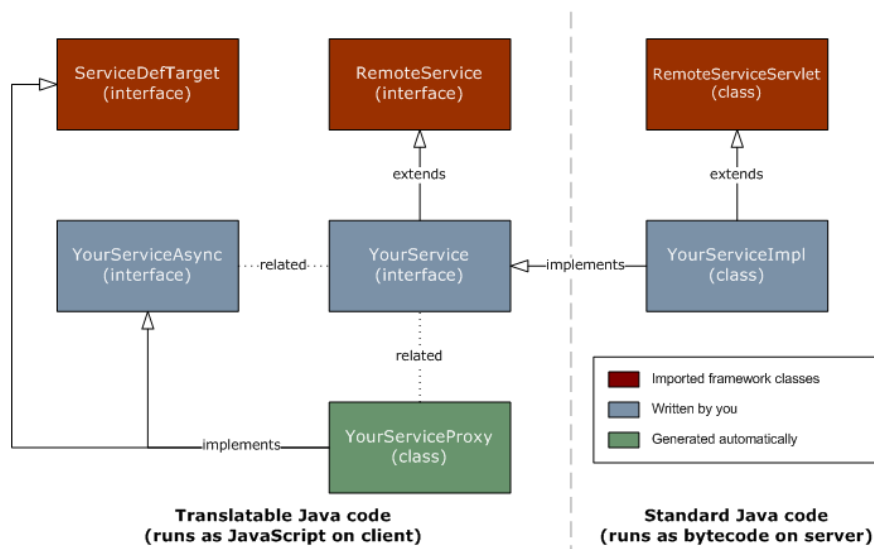 ServiceDefTarget
(interface)
RemoteService
(interface)
RemoteServiceServlet
(class)
extends
extends
YourServiceAsync
(interface)
related
YourService
(interface)
implements
YourServiceImpl
(class)
related
Imported framework classes
Written by you
Generated automatically
implements
YourServiceProxy
(class)
Translatable Java code
(runs as JavaScript on client)
Standard Java code
(runs as bytecode on server)